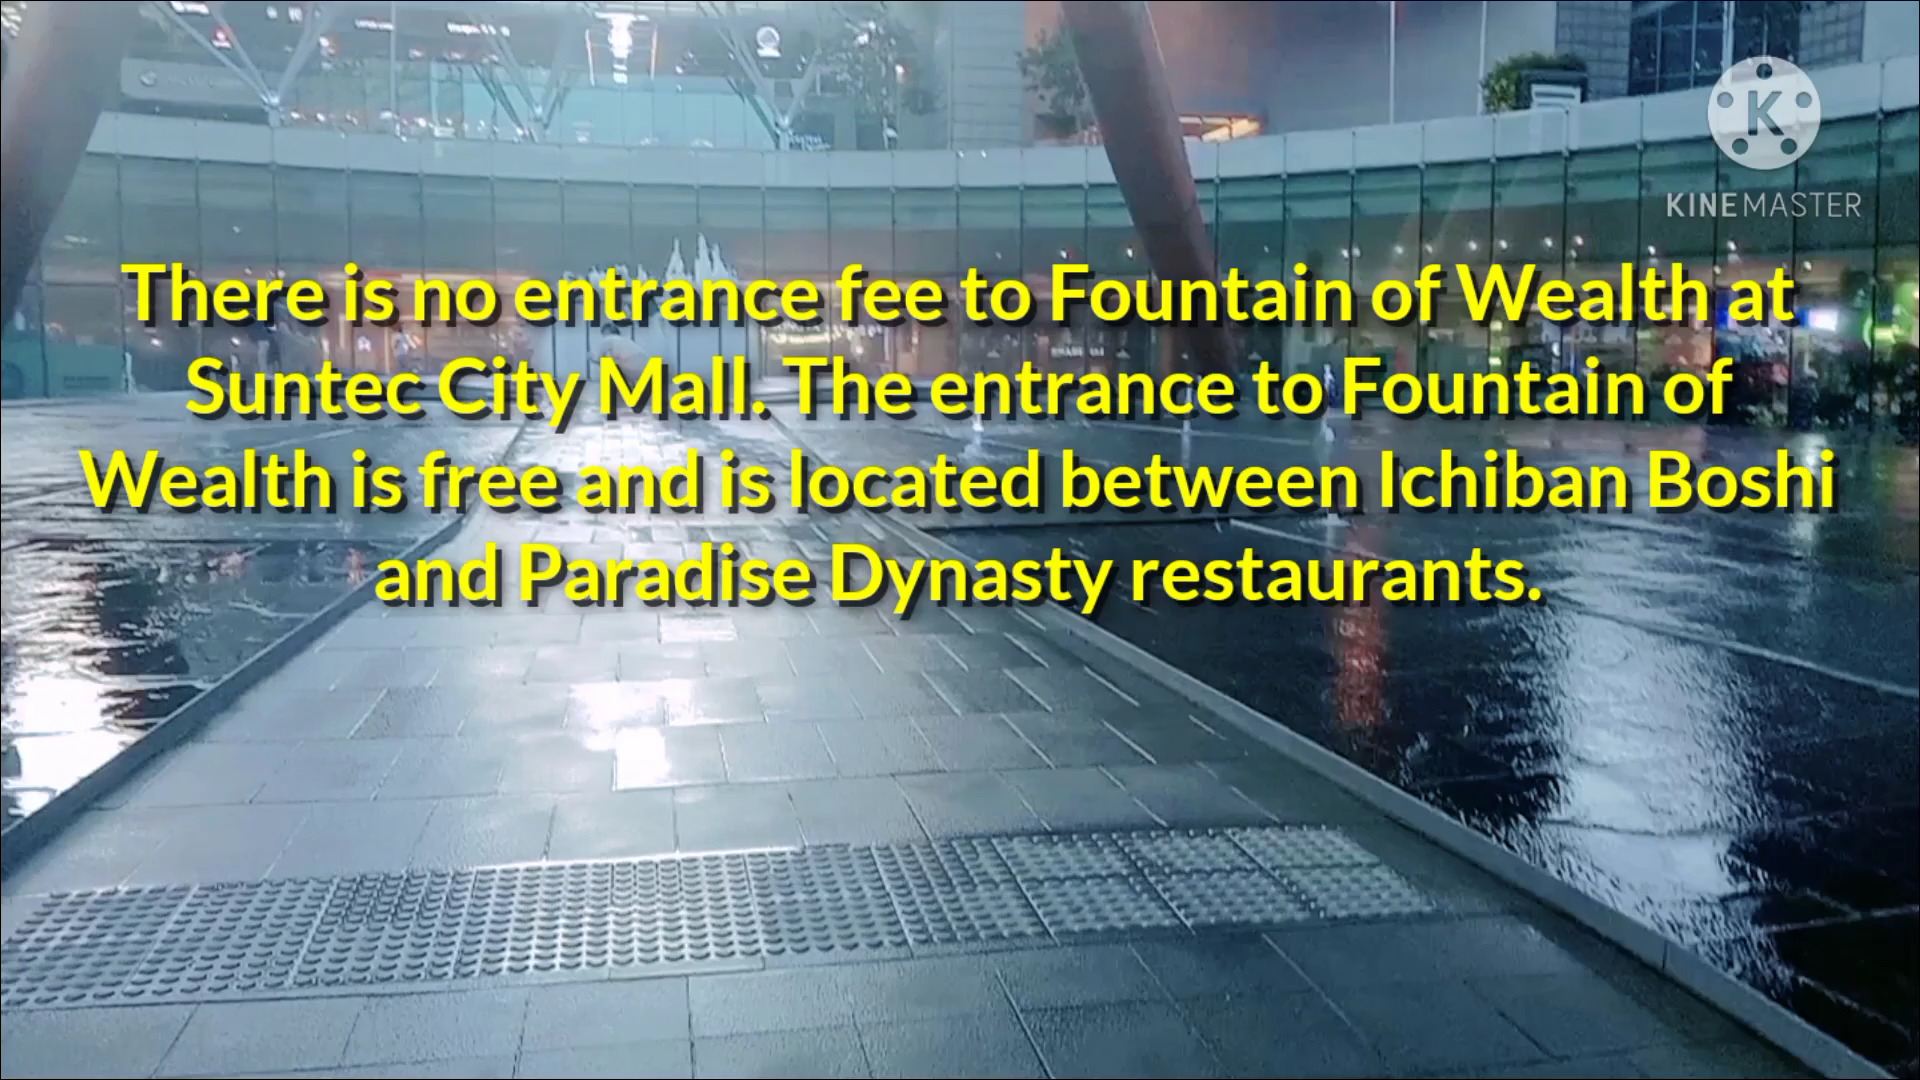 KINEMASTER
There is no entrance fee to Fountain of Wealth at
Suntec City Mall. The entrance to Fountain of
Wealth is free and is located between Ichiban Boshi
and Paradise Dynasty restaurants.